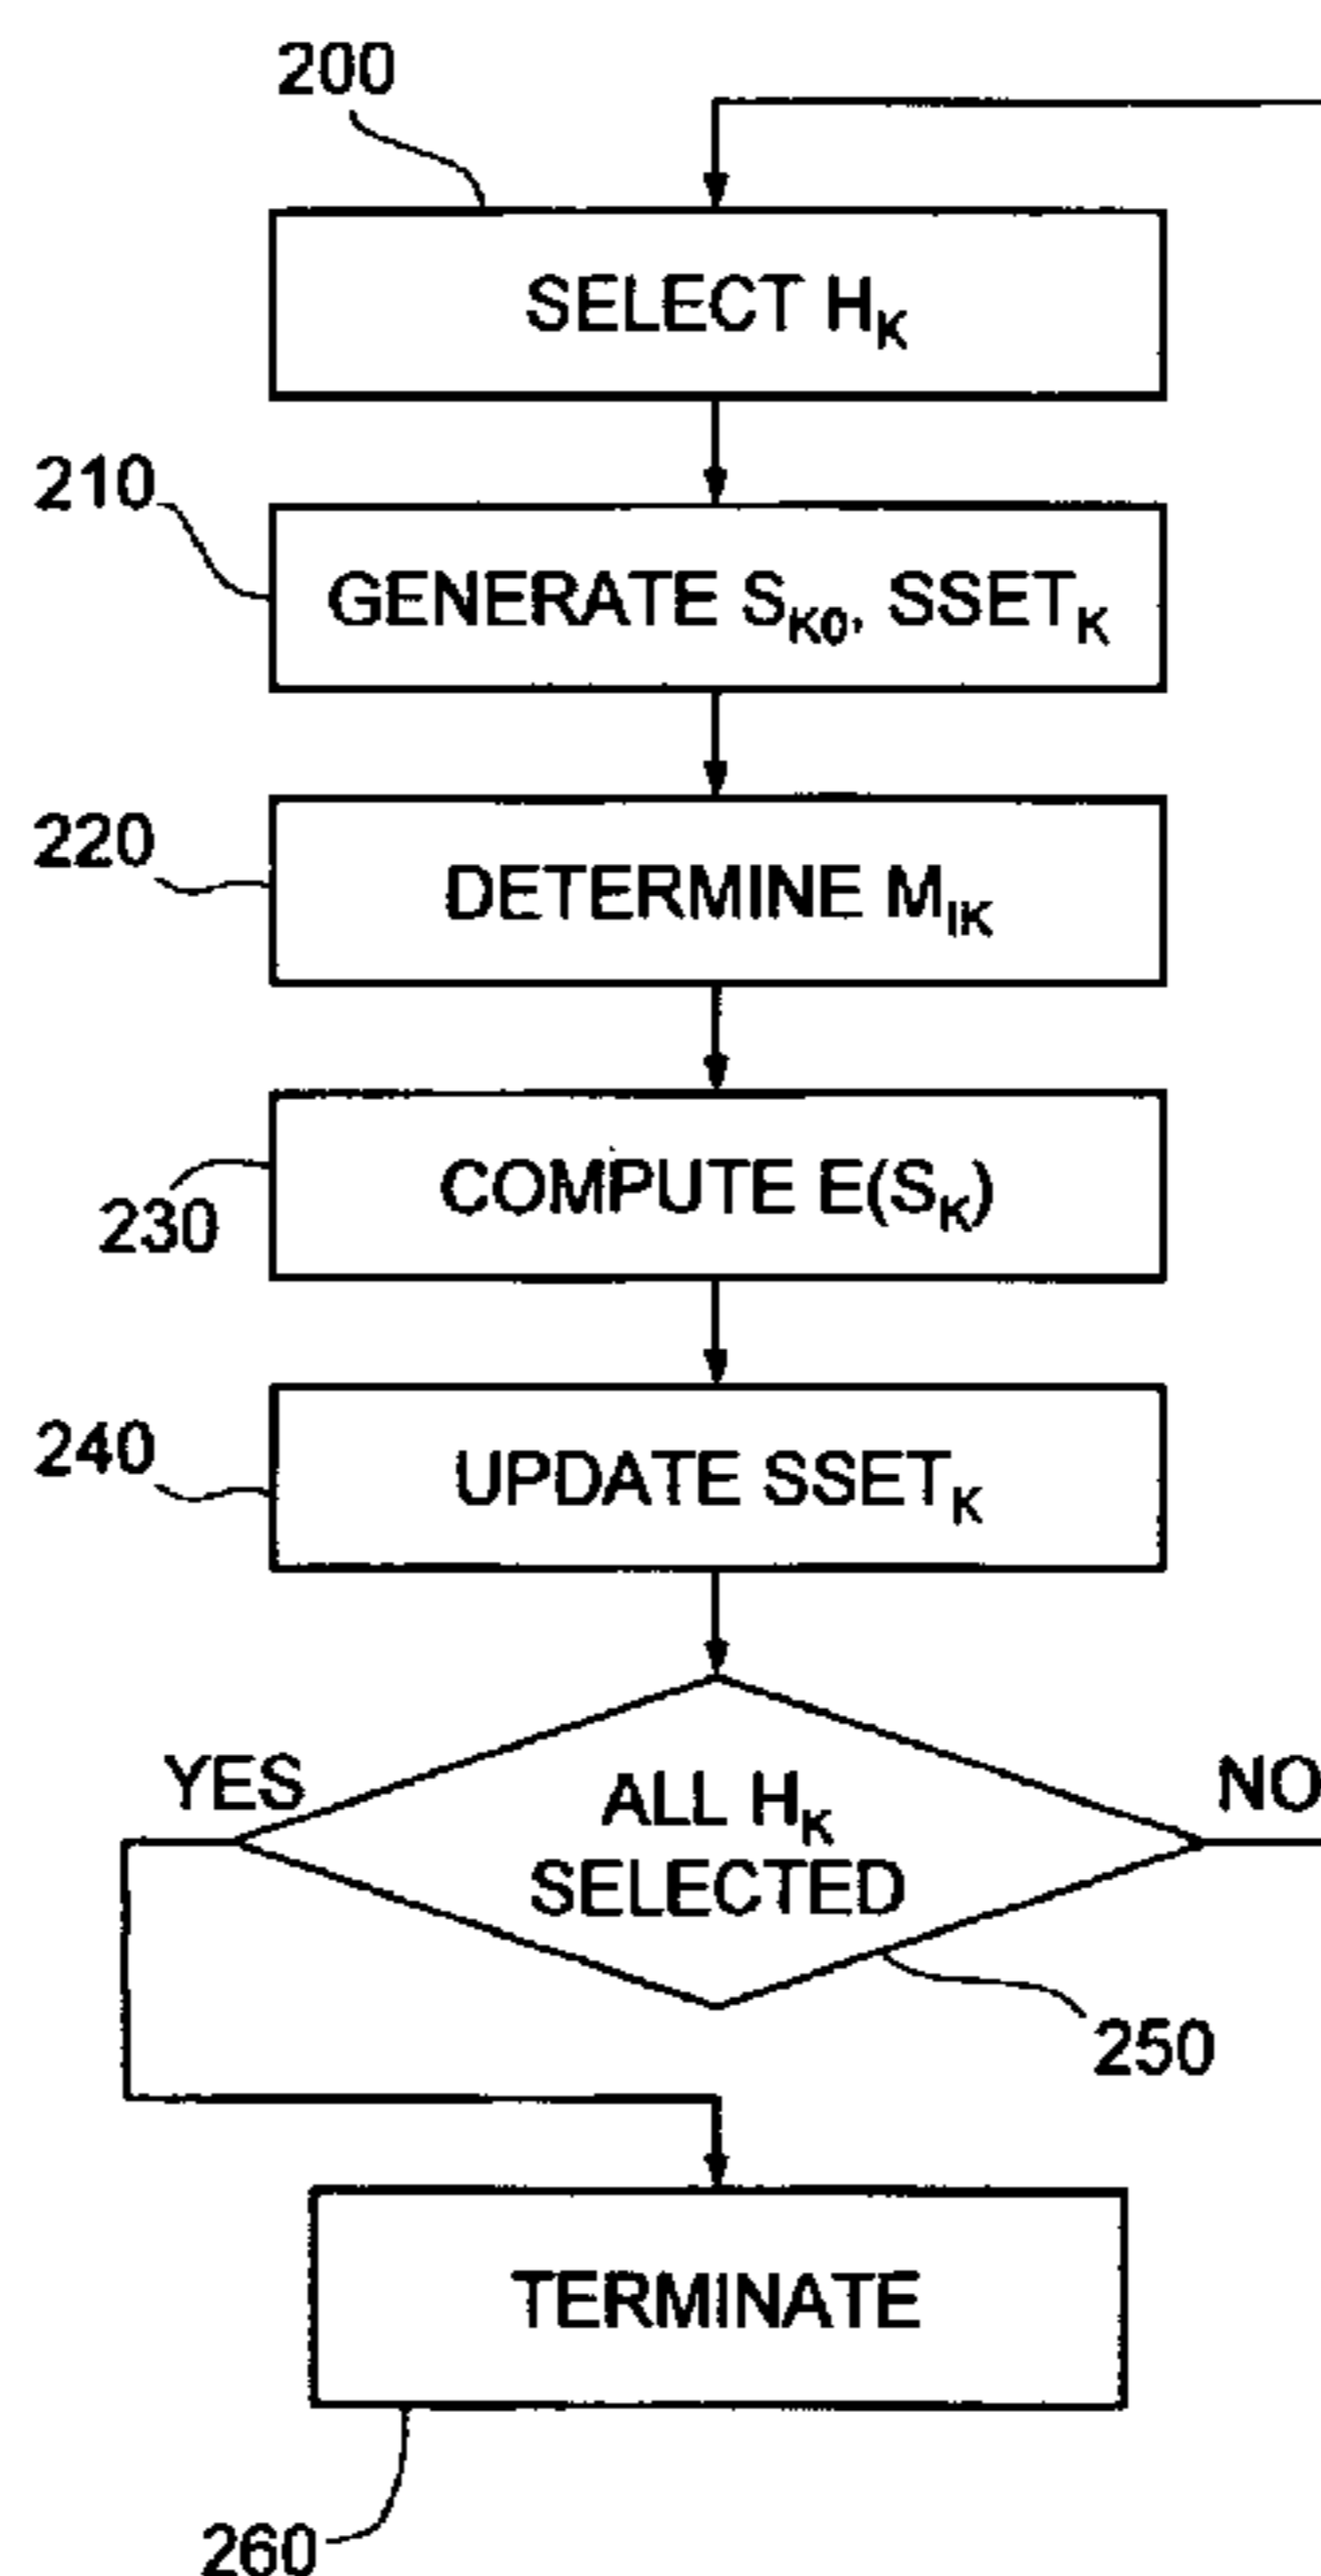 200
SELECT H_K
210
GENERATE S_K0, SSET_K
220
DETERMINE M_IK
COMPUTE E(S_K)
230
240
UPDATE SSET_K
YES
NO
ALL H_K
SELECTED
250
TERMINATE
260